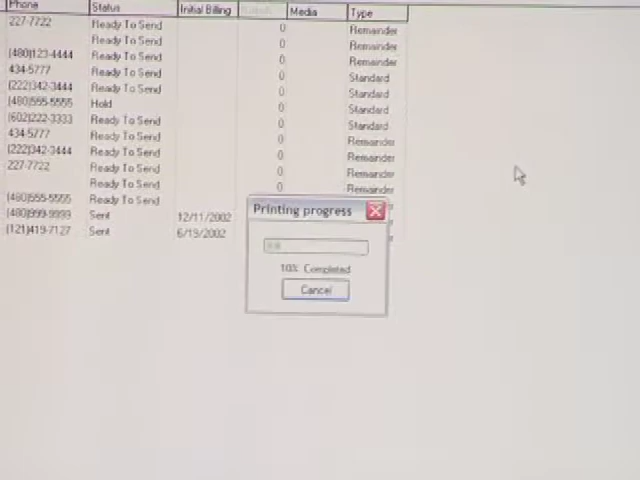 Phone Status Initial Billing Media Type
227-7722 Ready To Send 0 Remainder
Ready To Send 0 Remainder
(480)123-4444 Ready To Send 0 Remainder
434-5777 Ready To Send 0 Standard
(222)342-3444 Ready To Send 0 Standard
(480)555-5555 Hold 0 Standard
(602)222-3333 Ready To Send 0 Standard
434-5777 Ready To Send 0 Remainder
(222)342-3444 Ready To Send 0 Remainder
227-7722 Ready To Send 0 Remainder
Ready To Send 0 Remainder
(480)555-5555 Ready To Send
(480)999-9999 Sent 12/11/2002
(121)419-7127 Sent 6/19/2002
Printing progress
10% Completed
Cancel